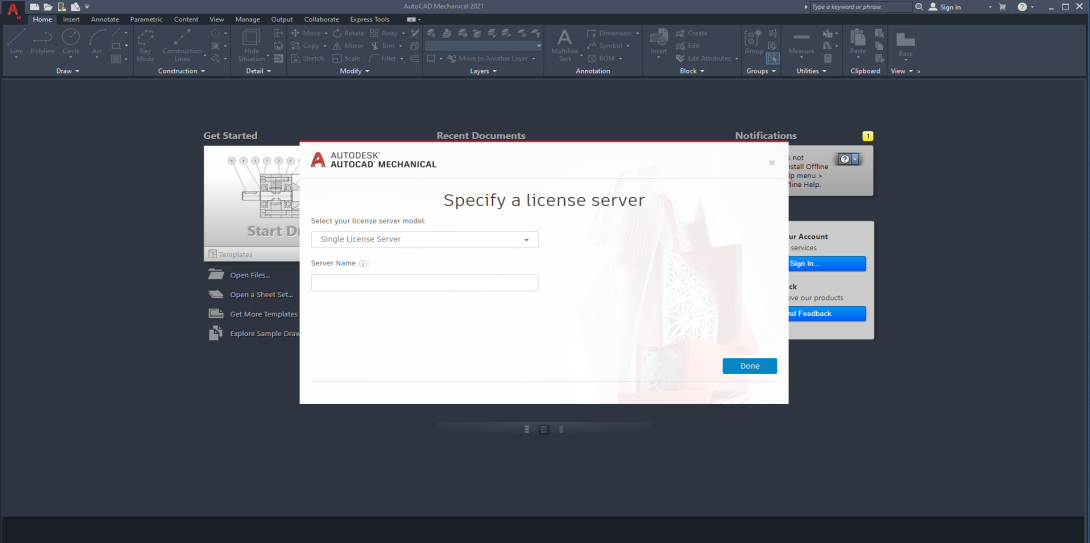 AutoCAD Mechanical 2021
Type a keyword or phrase
Sign In
Home Insert Annotate Parametric Content View Manage Output Collaborate Express Tools
Line Polyline Circle Arc
Ray Mode
Construction Lines
Hide Situation
Move Rotate Array
Copy Mirror Trim
Stretch Scale Fillet
Move to Another Layer
Multiline Text
Dimension
Symbol
BOM
Insert
Create
Edit
Edit Attributes
Group
Measure
Paste
Base
Draw Construction Detail Modify Layers Annotation Block Groups Utilities Clipboard View
Get Started
Recent Documents
Notifications
1
AUTODESK®
AUTOCAD® MECHANICAL
Specify a license server
Select your license server model:
Single License Server
Server Name :
Done
Start D
Templates
Open Files...
Open a Sheet Set...
Get More Templates
Explore Sample Draw
s not
nstall Offline
lp menu >
fline Help.
ur Account
services
Sign In...
ck
ove our products
nd Feedback